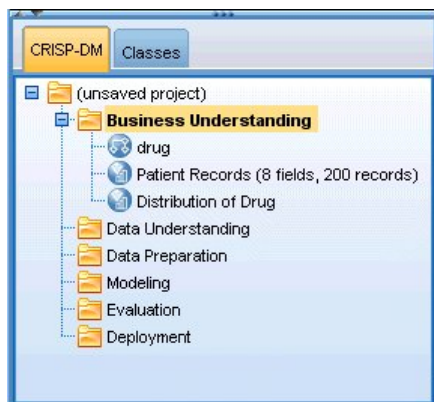 CRISP-DM Classes
(unsaved project)
Business Understanding
drug
Patient Records (8 fields, 200 records)
Distribution of Drug
Data Understanding
Data Preparation
Modeling
Evaluation
Deployment